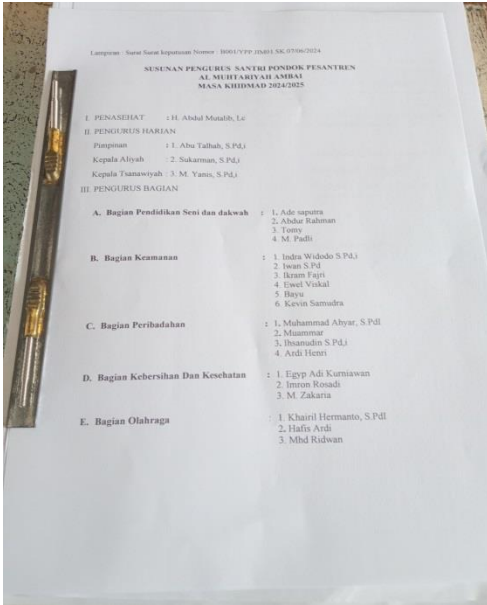 Lampiran : Surat Surat keputusan Nomor : B001/YPP.JJM01.SK.07/06/2024
SUSUNAN PENGURUS SANTRI PONDOK PESANTREN
AL MUHTARIYAH AMBAI
MASA KHIDMAD 2024/2025
I. PENASEHAT : H. Abdul Mutalib, Lc
II. PENGURUS HARIAN
Pimpinan : 1. Abu Talhah, S.Pd,i
Kepala Aliyah : 2. Sukarman, S.Pd,i
Kepala Tsanawiyah : 3. M. Yanis, S.Pd,i
III. PENGURUS BAGIAN
A. Bagian Pendidikan Seni dan dakwah : 1. Ade saputra
2. Abdur Rahman
3. Tomy
4. M. Padli
B. Bagian Keamanan : 1. Indra Widodo S.Pd,i
2. Iwan S.Pd
3. Ikram Fajri
4. Ewel Viskal
5. Bayu
6. Kevin Samudra
C. Bagian Peribadahan : 1. Muhammad Abyar, S.PdI
2. Muammar
3. Ihsanudin S.Pd,i
4. Ardi Henri
D. Bagian Kebersihan Dan Kesehatan : 1. Egyp Adi Kurniawan
2. Imron Rosadi
3. M. Zakaria
E. Bagian Olahraga : 1. Khairil Hermanto, S.PdI
2. Hafis Ardi
3. Mhd Ridwan